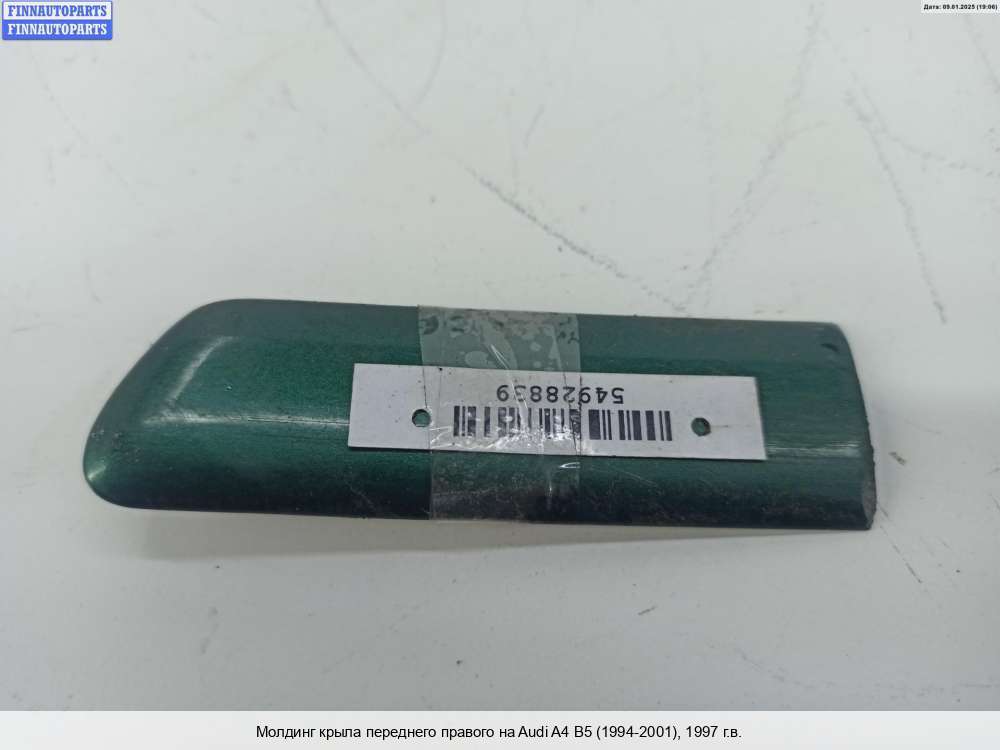 FINNAUTOPARTS
FINNAUTOPARTS
Дата: 09.01.2025 (19:06)
54928839
Молдинг крыла переднего правого на Audi A4 B5 (1994-2001), 1997 г.в.